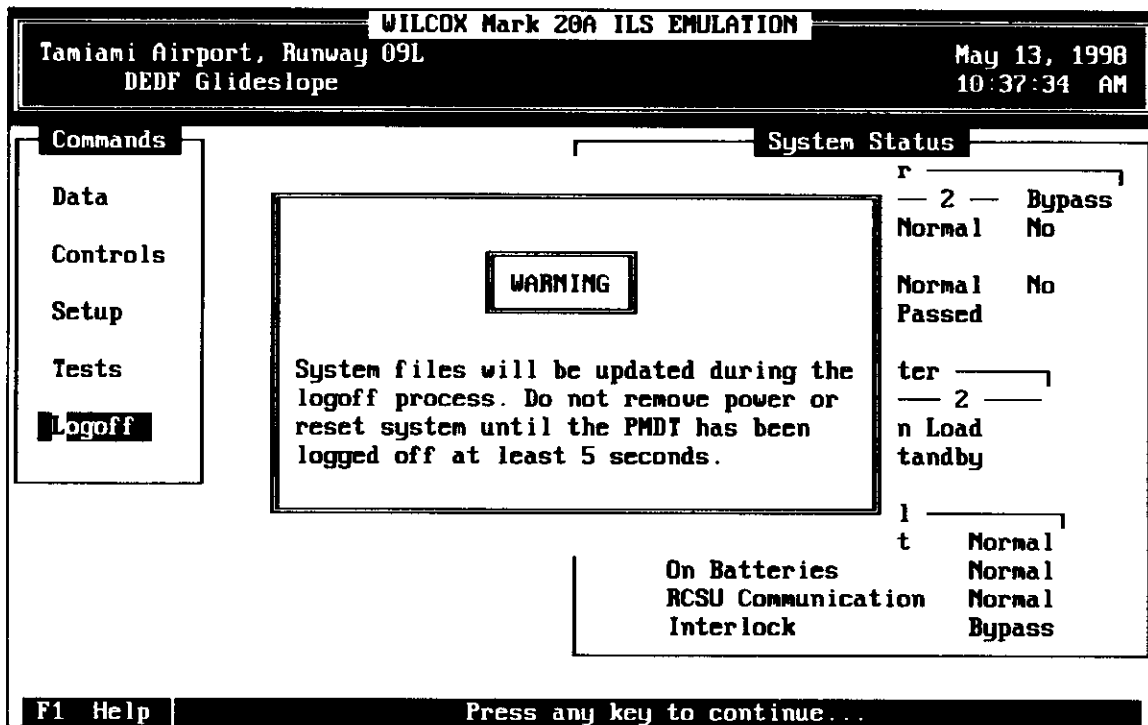 WILCOX Mark 20A ILS EMULATION
Tamiami Airport, Runway 09L
May 13, 1998
DEDF Glideslope
10:37:34 AM
Commands
Data
Controls
Setup
Tests
Logoff
WARNING
System files will be updated during the
logoff process. Do not remove power or
reset system until the PMDT has been
logged off at least 5 seconds.
System Status
r
2 Bypass
Normal No
Normal No
Passed
ter
2
n Load
tandby
l
t Normal
On Batteries Normal
RCSU Communication Normal
Interlock Bypass
F1 Help
Press any key to continue...